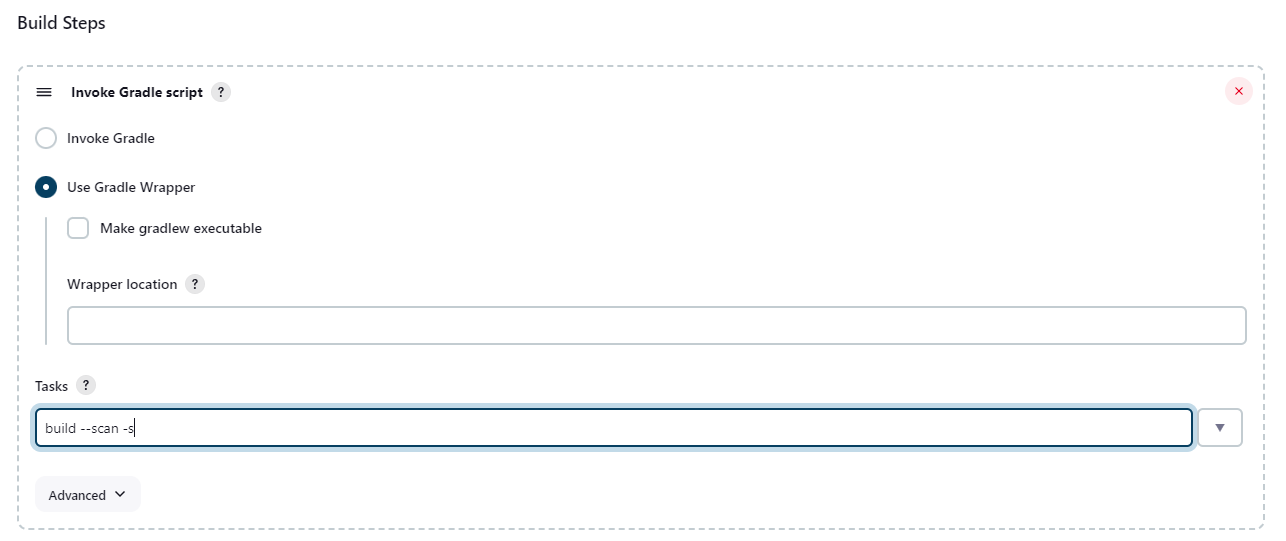 Build Steps
Invoke Gradle script ?
Invoke Gradle
Use Gradle Wrapper
Make gradlew executable
Wrapper location ?
Tasks ?
build --scan -s
Advanced